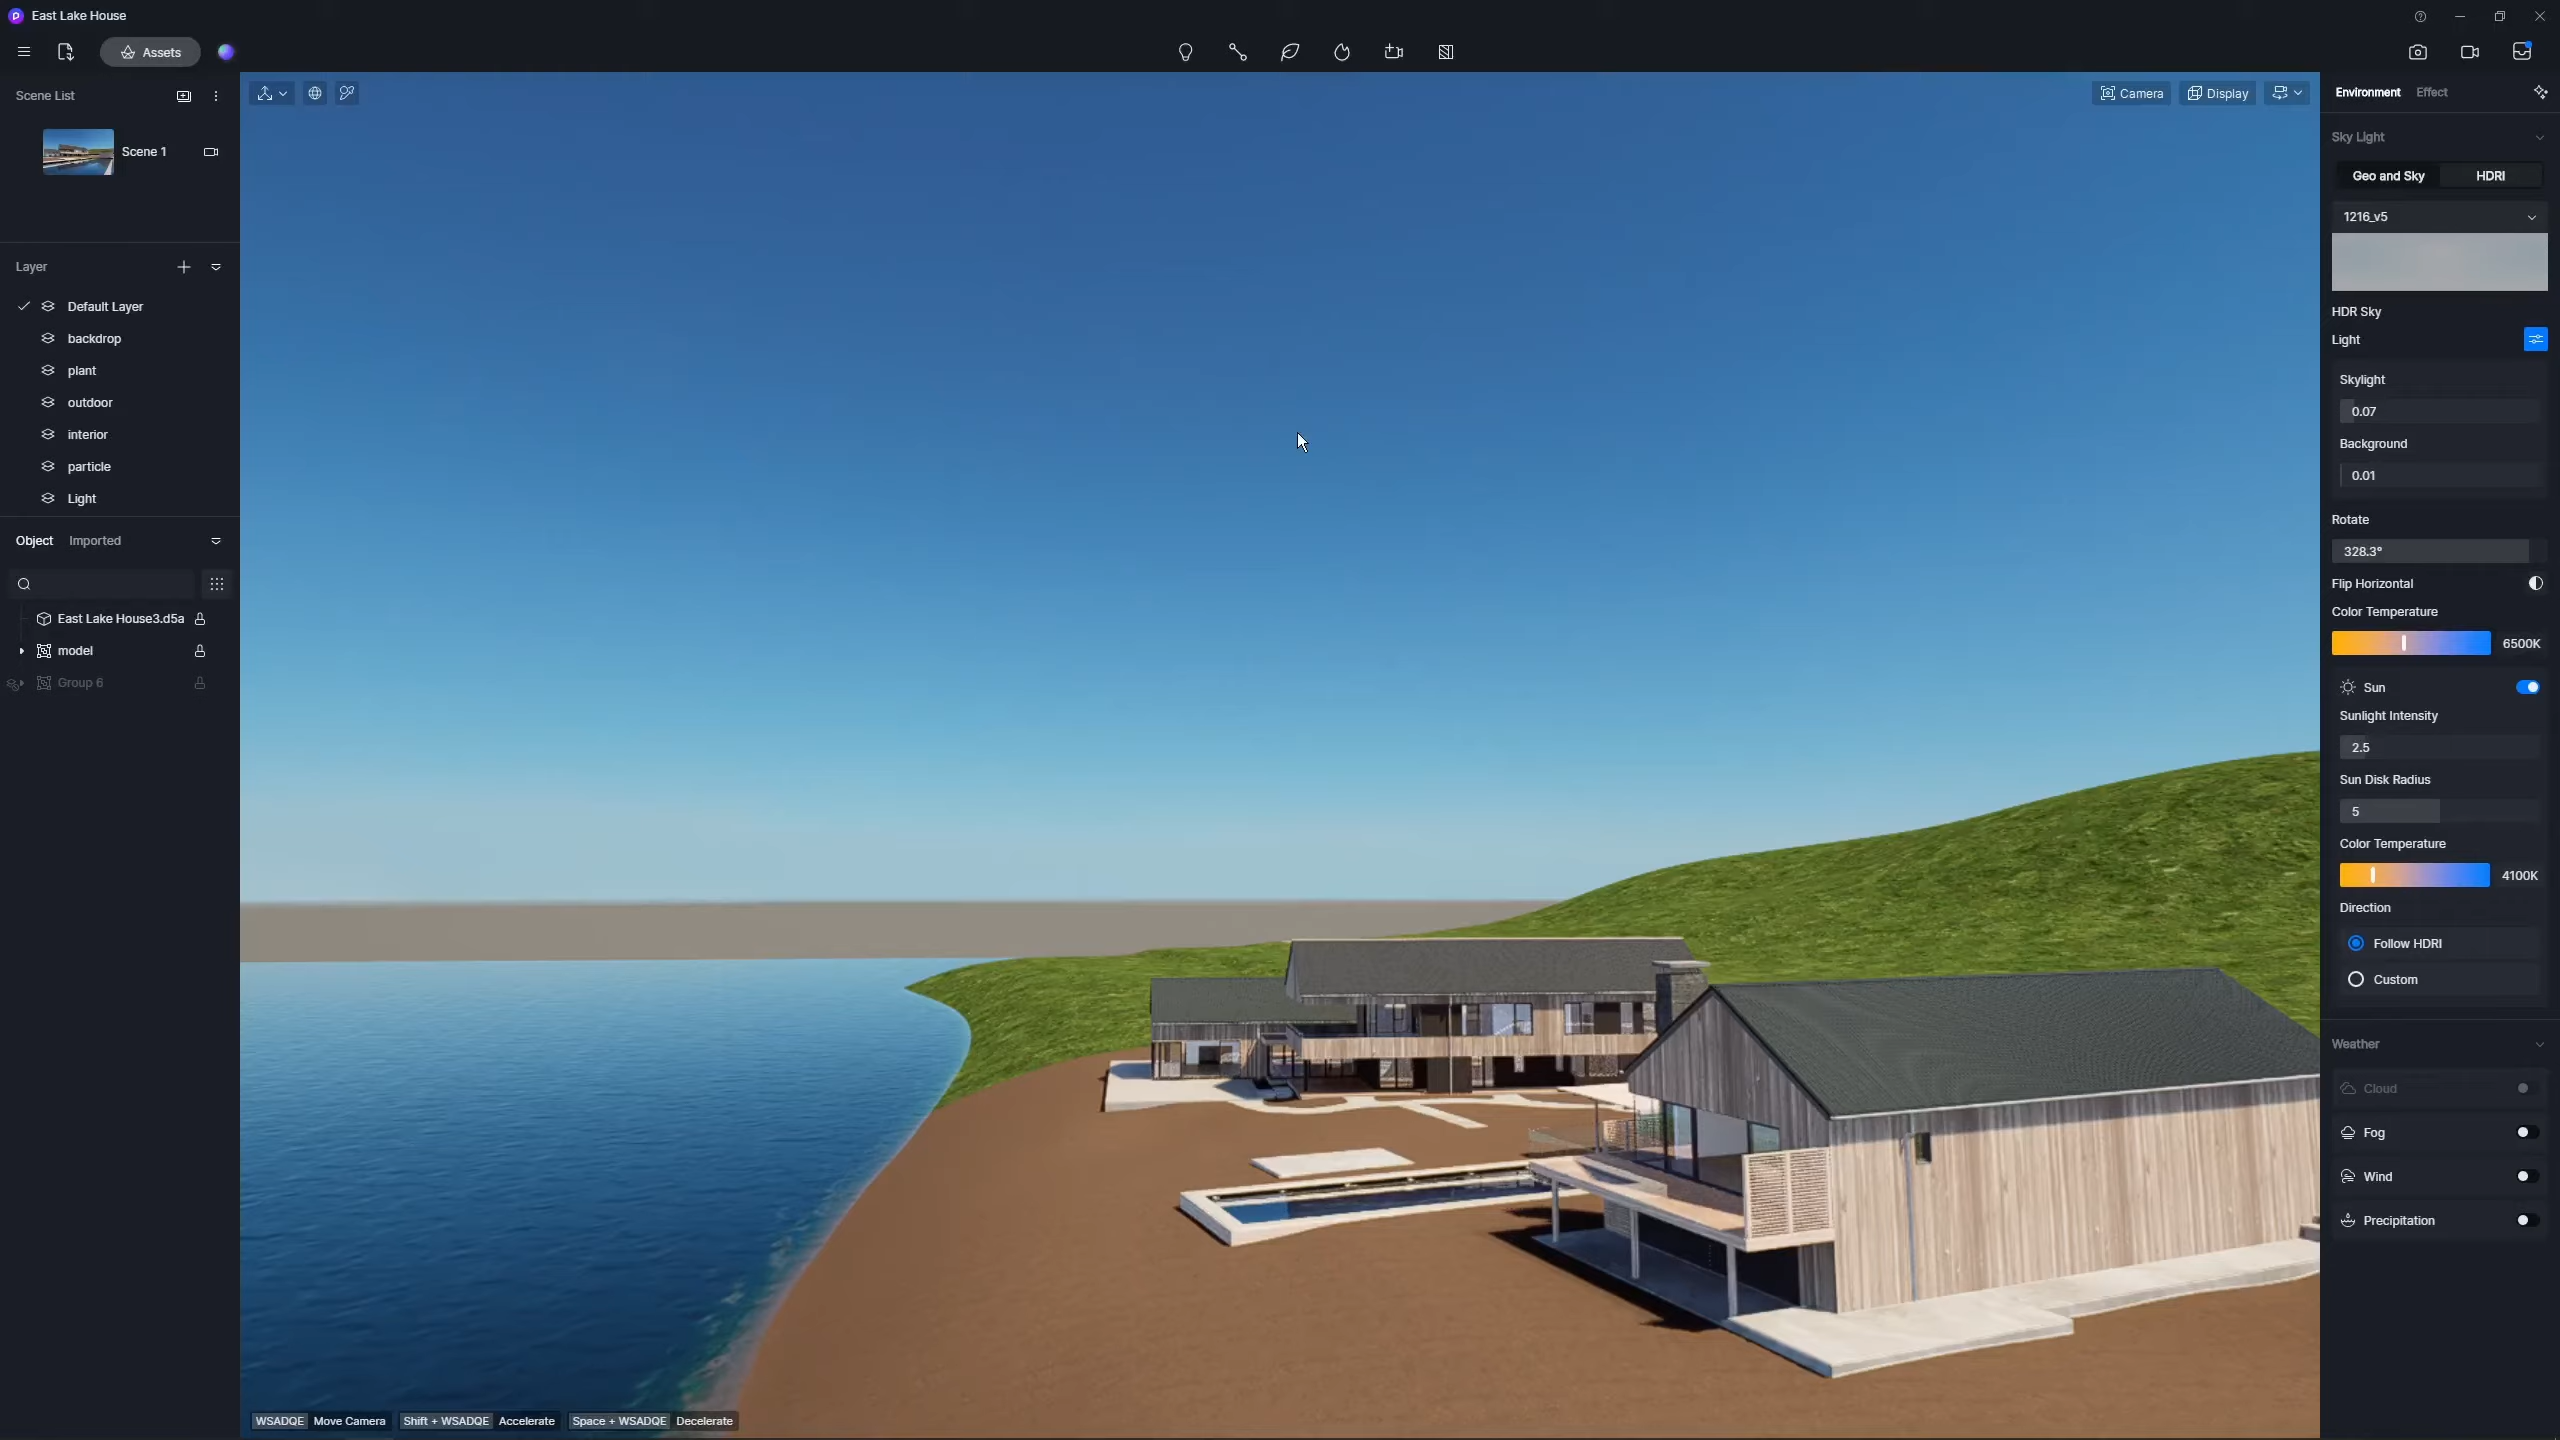 East Lake House
Assets
Scene List
Scene 1
Layer
Default Layer
backdrop
plant
outdoor
interior
particle
Light
Object Imported
East Lake House3.d5a
model
Group 6
Camera Display
WSADQE Move Camera Shift + WSADQE Accelerate Space + WSADQE Decelerate
Environment Effect
Sky Light
Geo and Sky HDRI
1216_v5
HDR Sky
Light
Skylight
0.07
Background
0.01
Rotate
328.3°
Flip Horizontal
Color Temperature
6500K
Sun
Sunlight Intensity
2.5
Sun Disk Radius
5
Color Temperature
4100K
Direction
Follow HDRI
Custom
Weather
Cloud
Fog
Wind
Precipitation